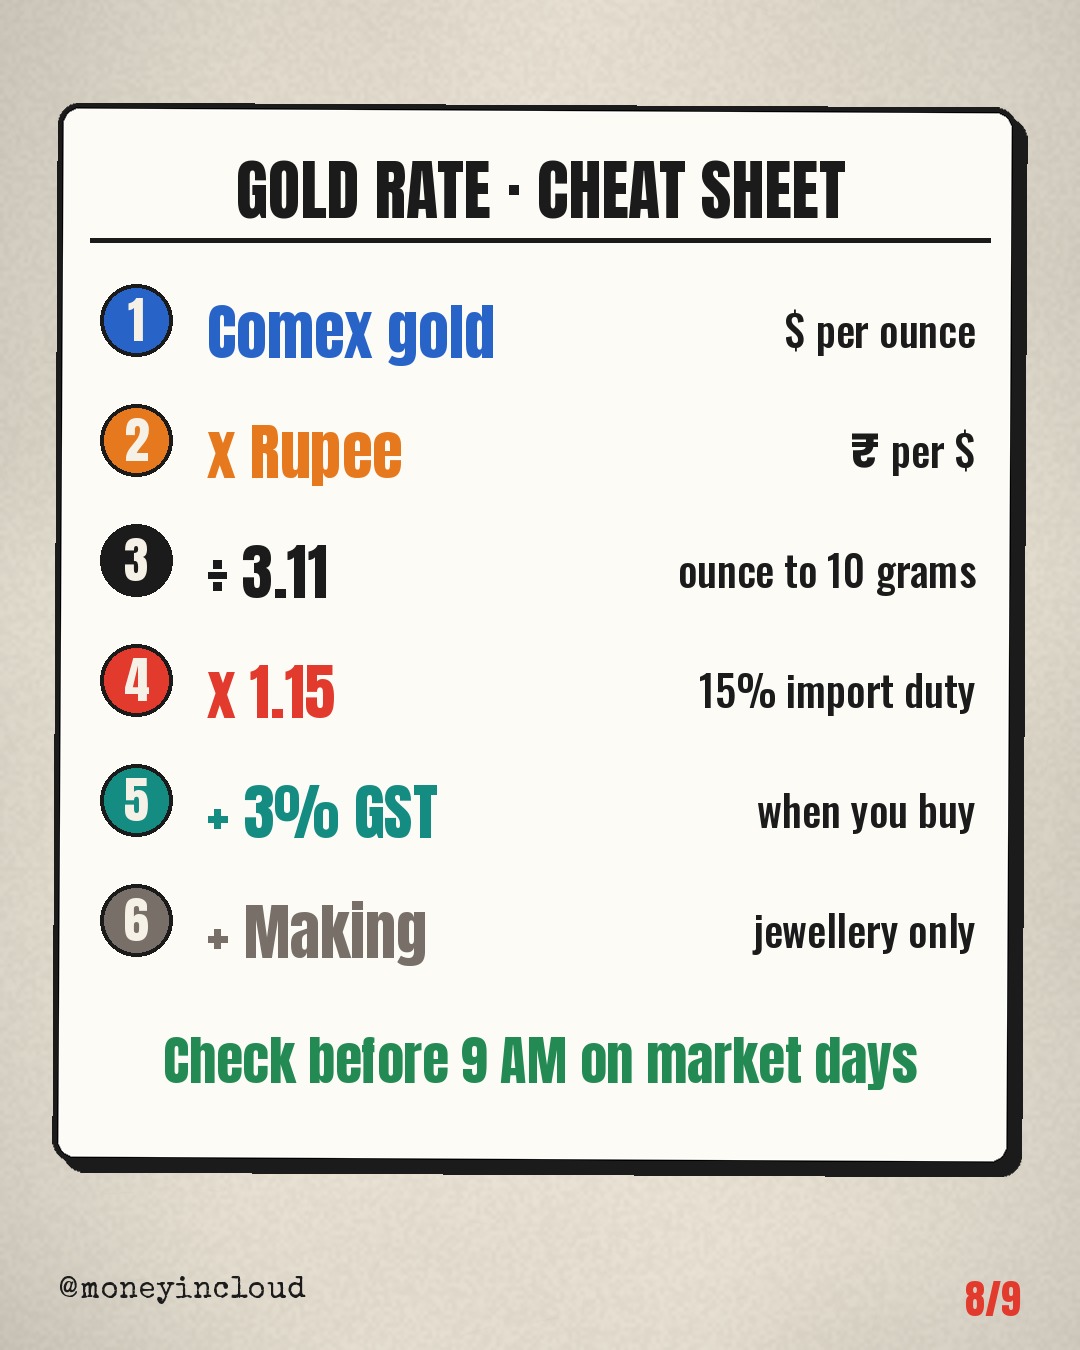 GOLD RATE · CHEAT SHEET
1 Comex gold $ per ounce
2 x Rupee ₹ per $
3 ÷ 3.11 ounce to 10 grams
4 x 1.15 15% import duty
5 + 3% GST when you buy
6 + Making jewellery only
Check before 9 AM on market days
@moneyincloud 8/9